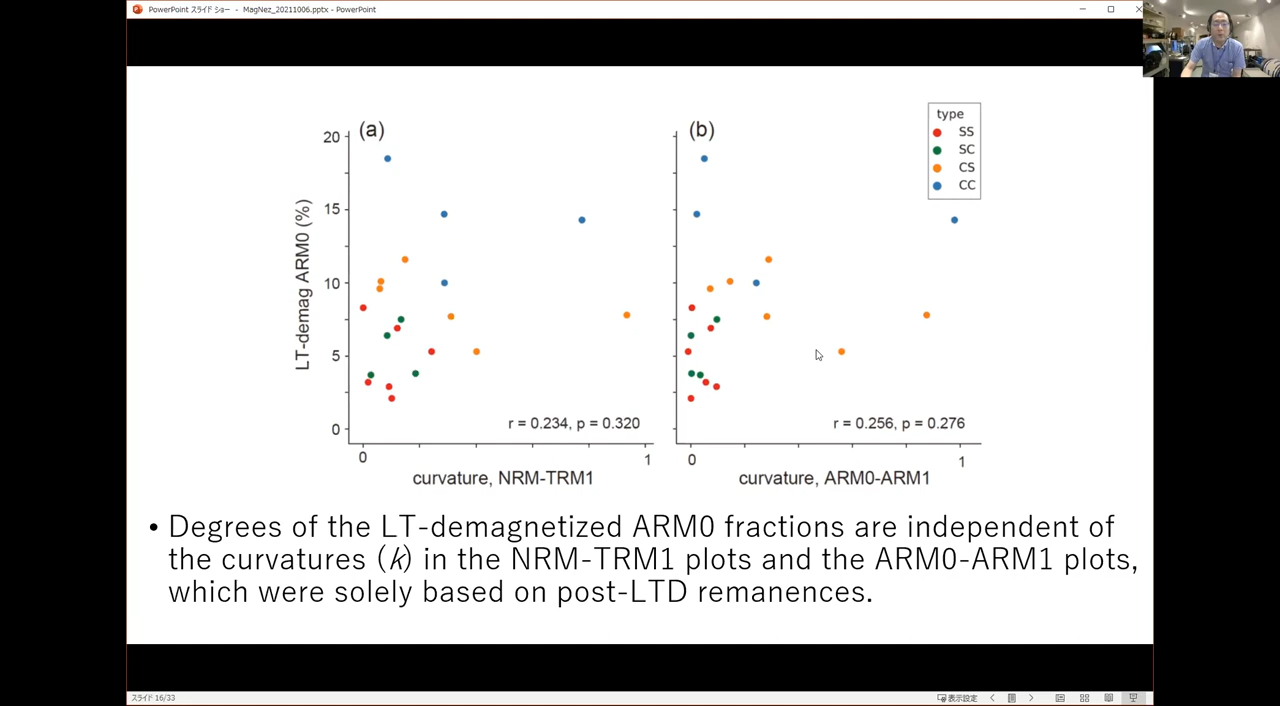 PowerPoint スライド ショー - MagNez_20211006.pptx - PowerPoint
type
SS
SC
CS
CC
(a)
(b)
20
15
10
5
0
LT-demag ARM0 (%)
r = 0.234, p = 0.320
r = 0.256, p = 0.276
0
1
0
1
curvature, NRM-TRM1
curvature, ARM0-ARM1
• Degrees of the LT-demagnetized ARM0 fractions are independent of
the curvatures (k) in the NRM-TRM1 plots and the ARM0-ARM1 plots,
which were solely based on post-LTD remanences.
スライド 16/33
表示設定